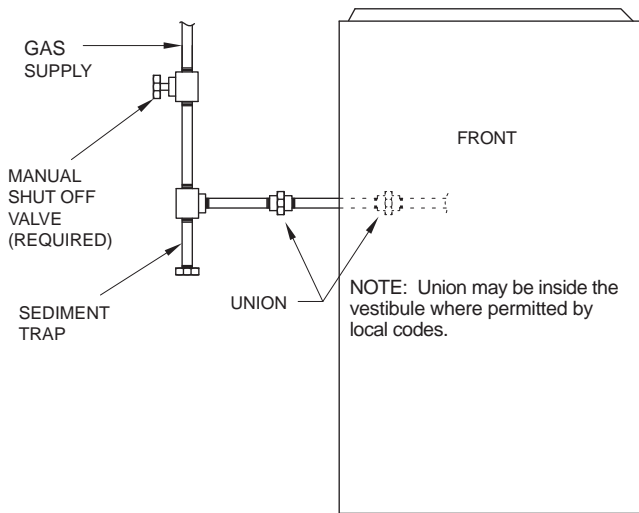 GAS
SUPPLY
FRONT
MANUAL
SHUT OFF
VALVE
(REQUIRED)
SEDIMENT
TRAP
UNION
NOTE: Union may be inside the
vestibule where permitted by
local codes.